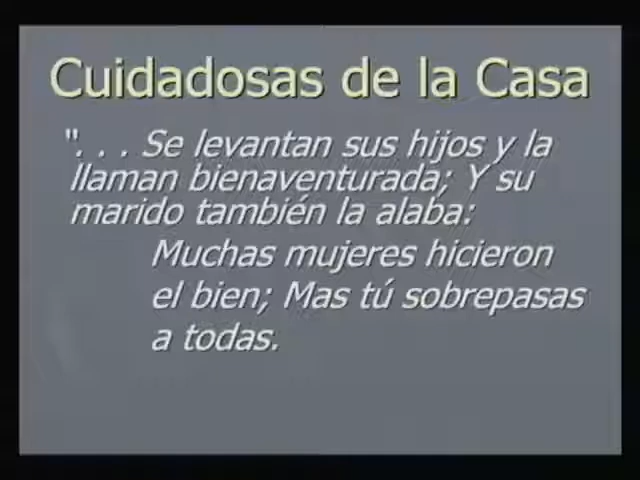 Cuidadosas de la Casa
". . . Se levantan sus hijos y la
llaman bienaventurada; Y su
marido también la alaba:
Muchas mujeres hicieron
el bien; Mas tú sobrepasas
a todas.